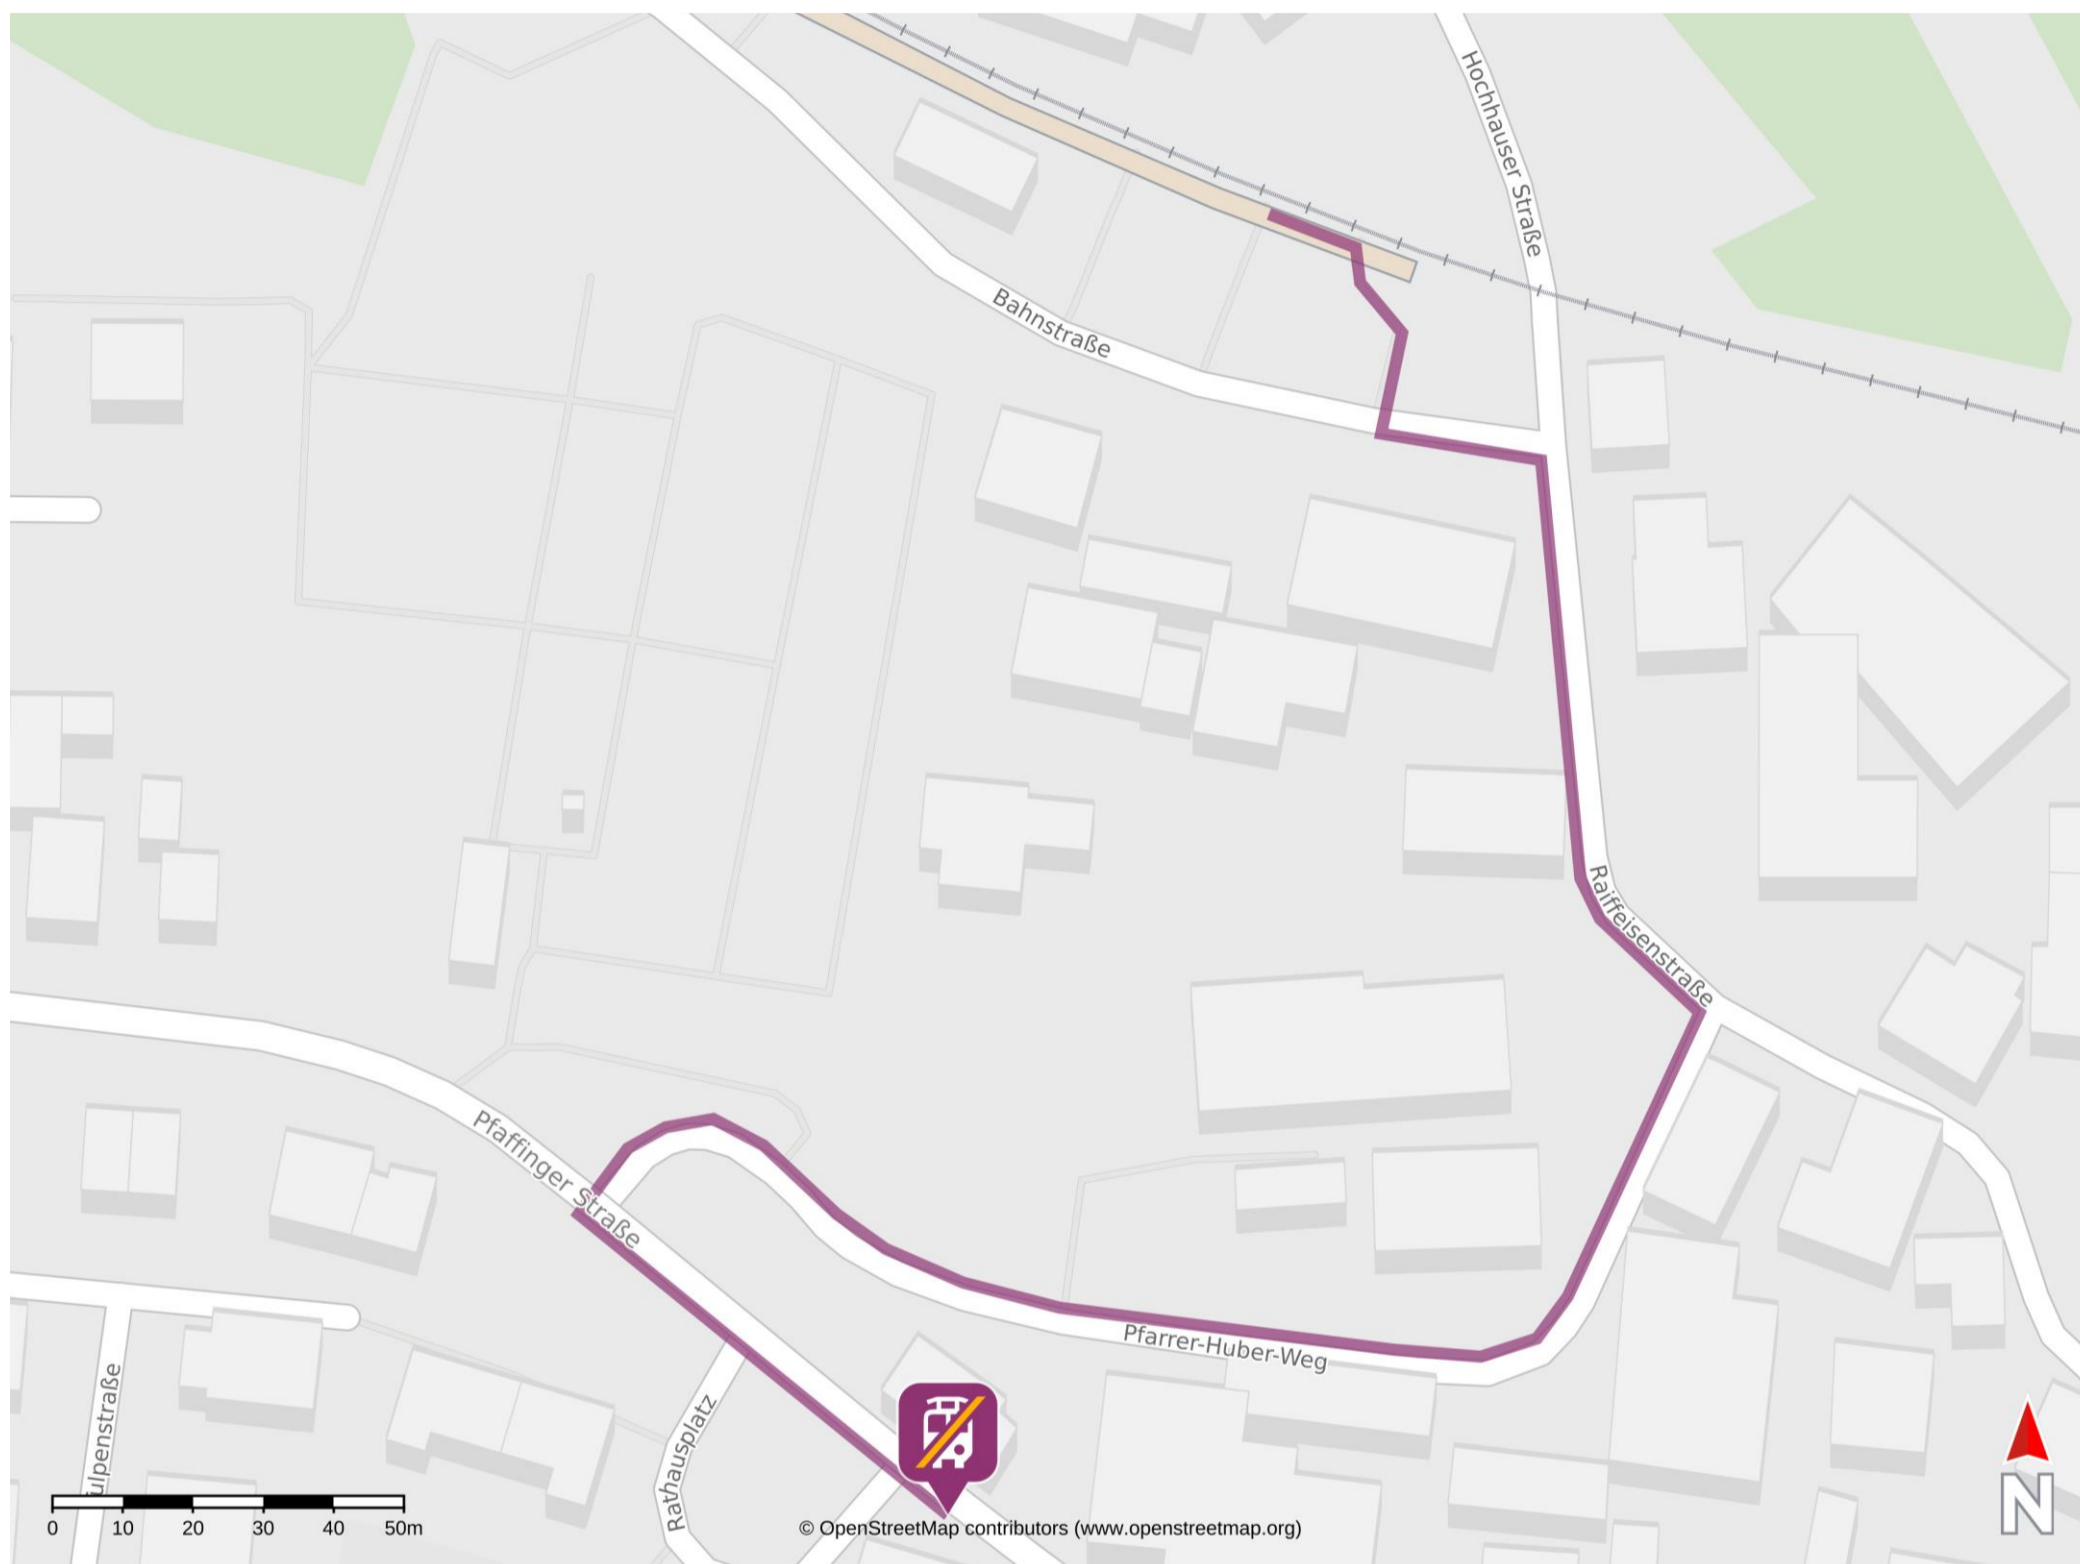 Hochhauser Straße
Bahnstraße
Raiffeisenstraße
Pfaffinger Straße
Pfarrer-Huber-Weg
ulpenstraße
Rathausplatz
0 10 20 30 40 50m
© OpenStreetMap contributors (www.openstreetmap.org)
N